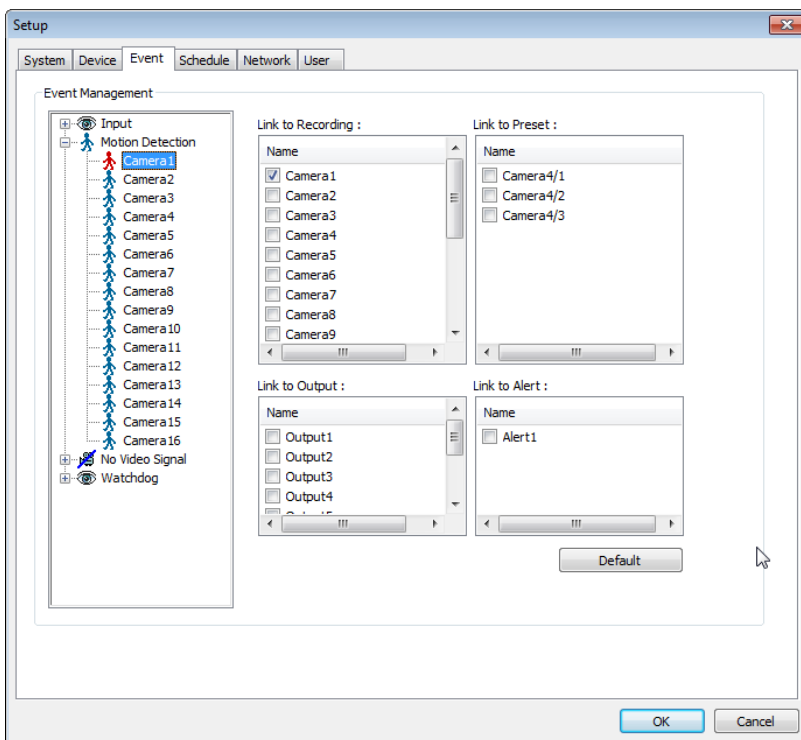 Setup
System Device Event Schedule Network User
Event Management
Input
Motion Detection
Camera1
Camera2
Camera3
Camera4
Camera5
Camera6
Camera7
Camera8
Camera9
Camera10
Camera11
Camera12
Camera13
Camera14
Camera15
Camera16
No Video Signal
Watchdog
Link to Recording :
Name
Camera1
Camera2
Camera3
Camera4
Camera5
Camera6
Camera7
Camera8
Camera9
Link to Preset :
Name
Camera4/1
Camera4/2
Camera4/3
Link to Output :
Name
Output1
Output2
Output3
Output4
Link to Alert :
Name
Alert1
Default
OK Cancel